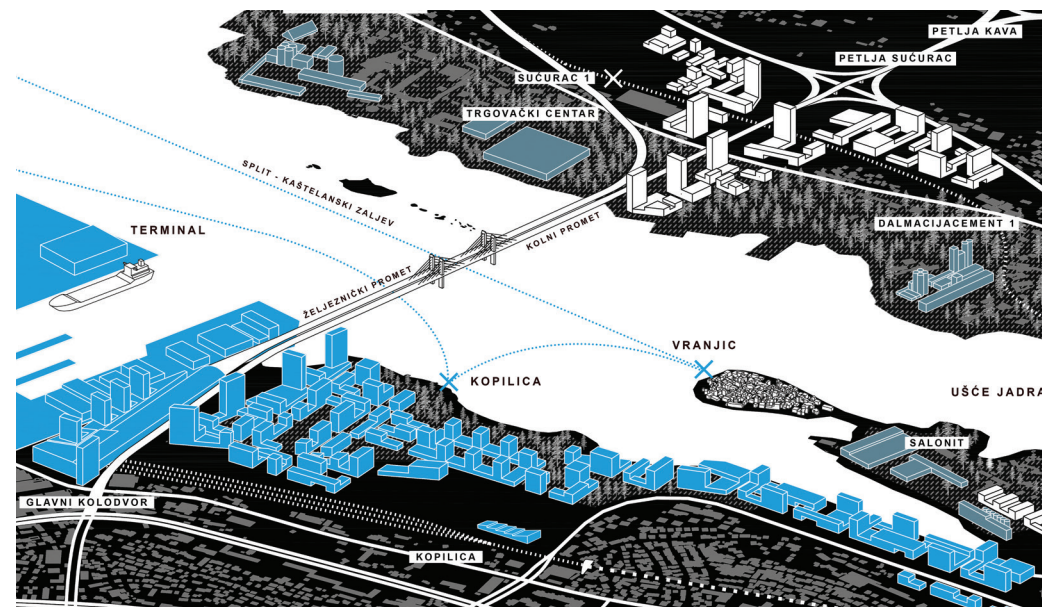 PETLJA KAVA
PETLJA SUĆURAC
SUĆURAC 1
TRGOVAČKI CENTAR
SPLIT - KAŠTELANSKI ZALJEV
TERMINAL
KOLNI PROMET
DALMACIJACEMENT 1
ŽELJEZNIČKI PROMET
VRANJIC
KOPILICA
UŠĆE JADRA
SALONIT
GLAVNI KOLODVOR
KOPILICA